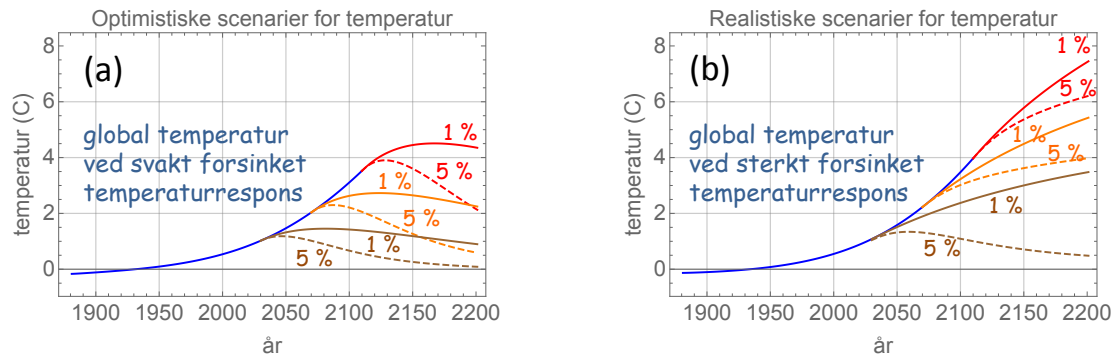 Optimistiske scenarier for temperatur
8
6
4
2
0
temperatur (C)
(a)
global temperatur
ved svakt forsinket
temperaturrespons
1 %
5 %
1 %
5 %
1 %
5 %
1900 1950 2000 2050 2100 2150 2200
år
Realistiske scenarier for temperatur
8
6
4
2
0
temperatur (C)
(b)
global temperatur
ved sterkt forsinket
temperaturrespons
1 %
5 %
1 %
5 %
1 %
5 %
1900 1950 2000 2050 2100 2150 2200
år